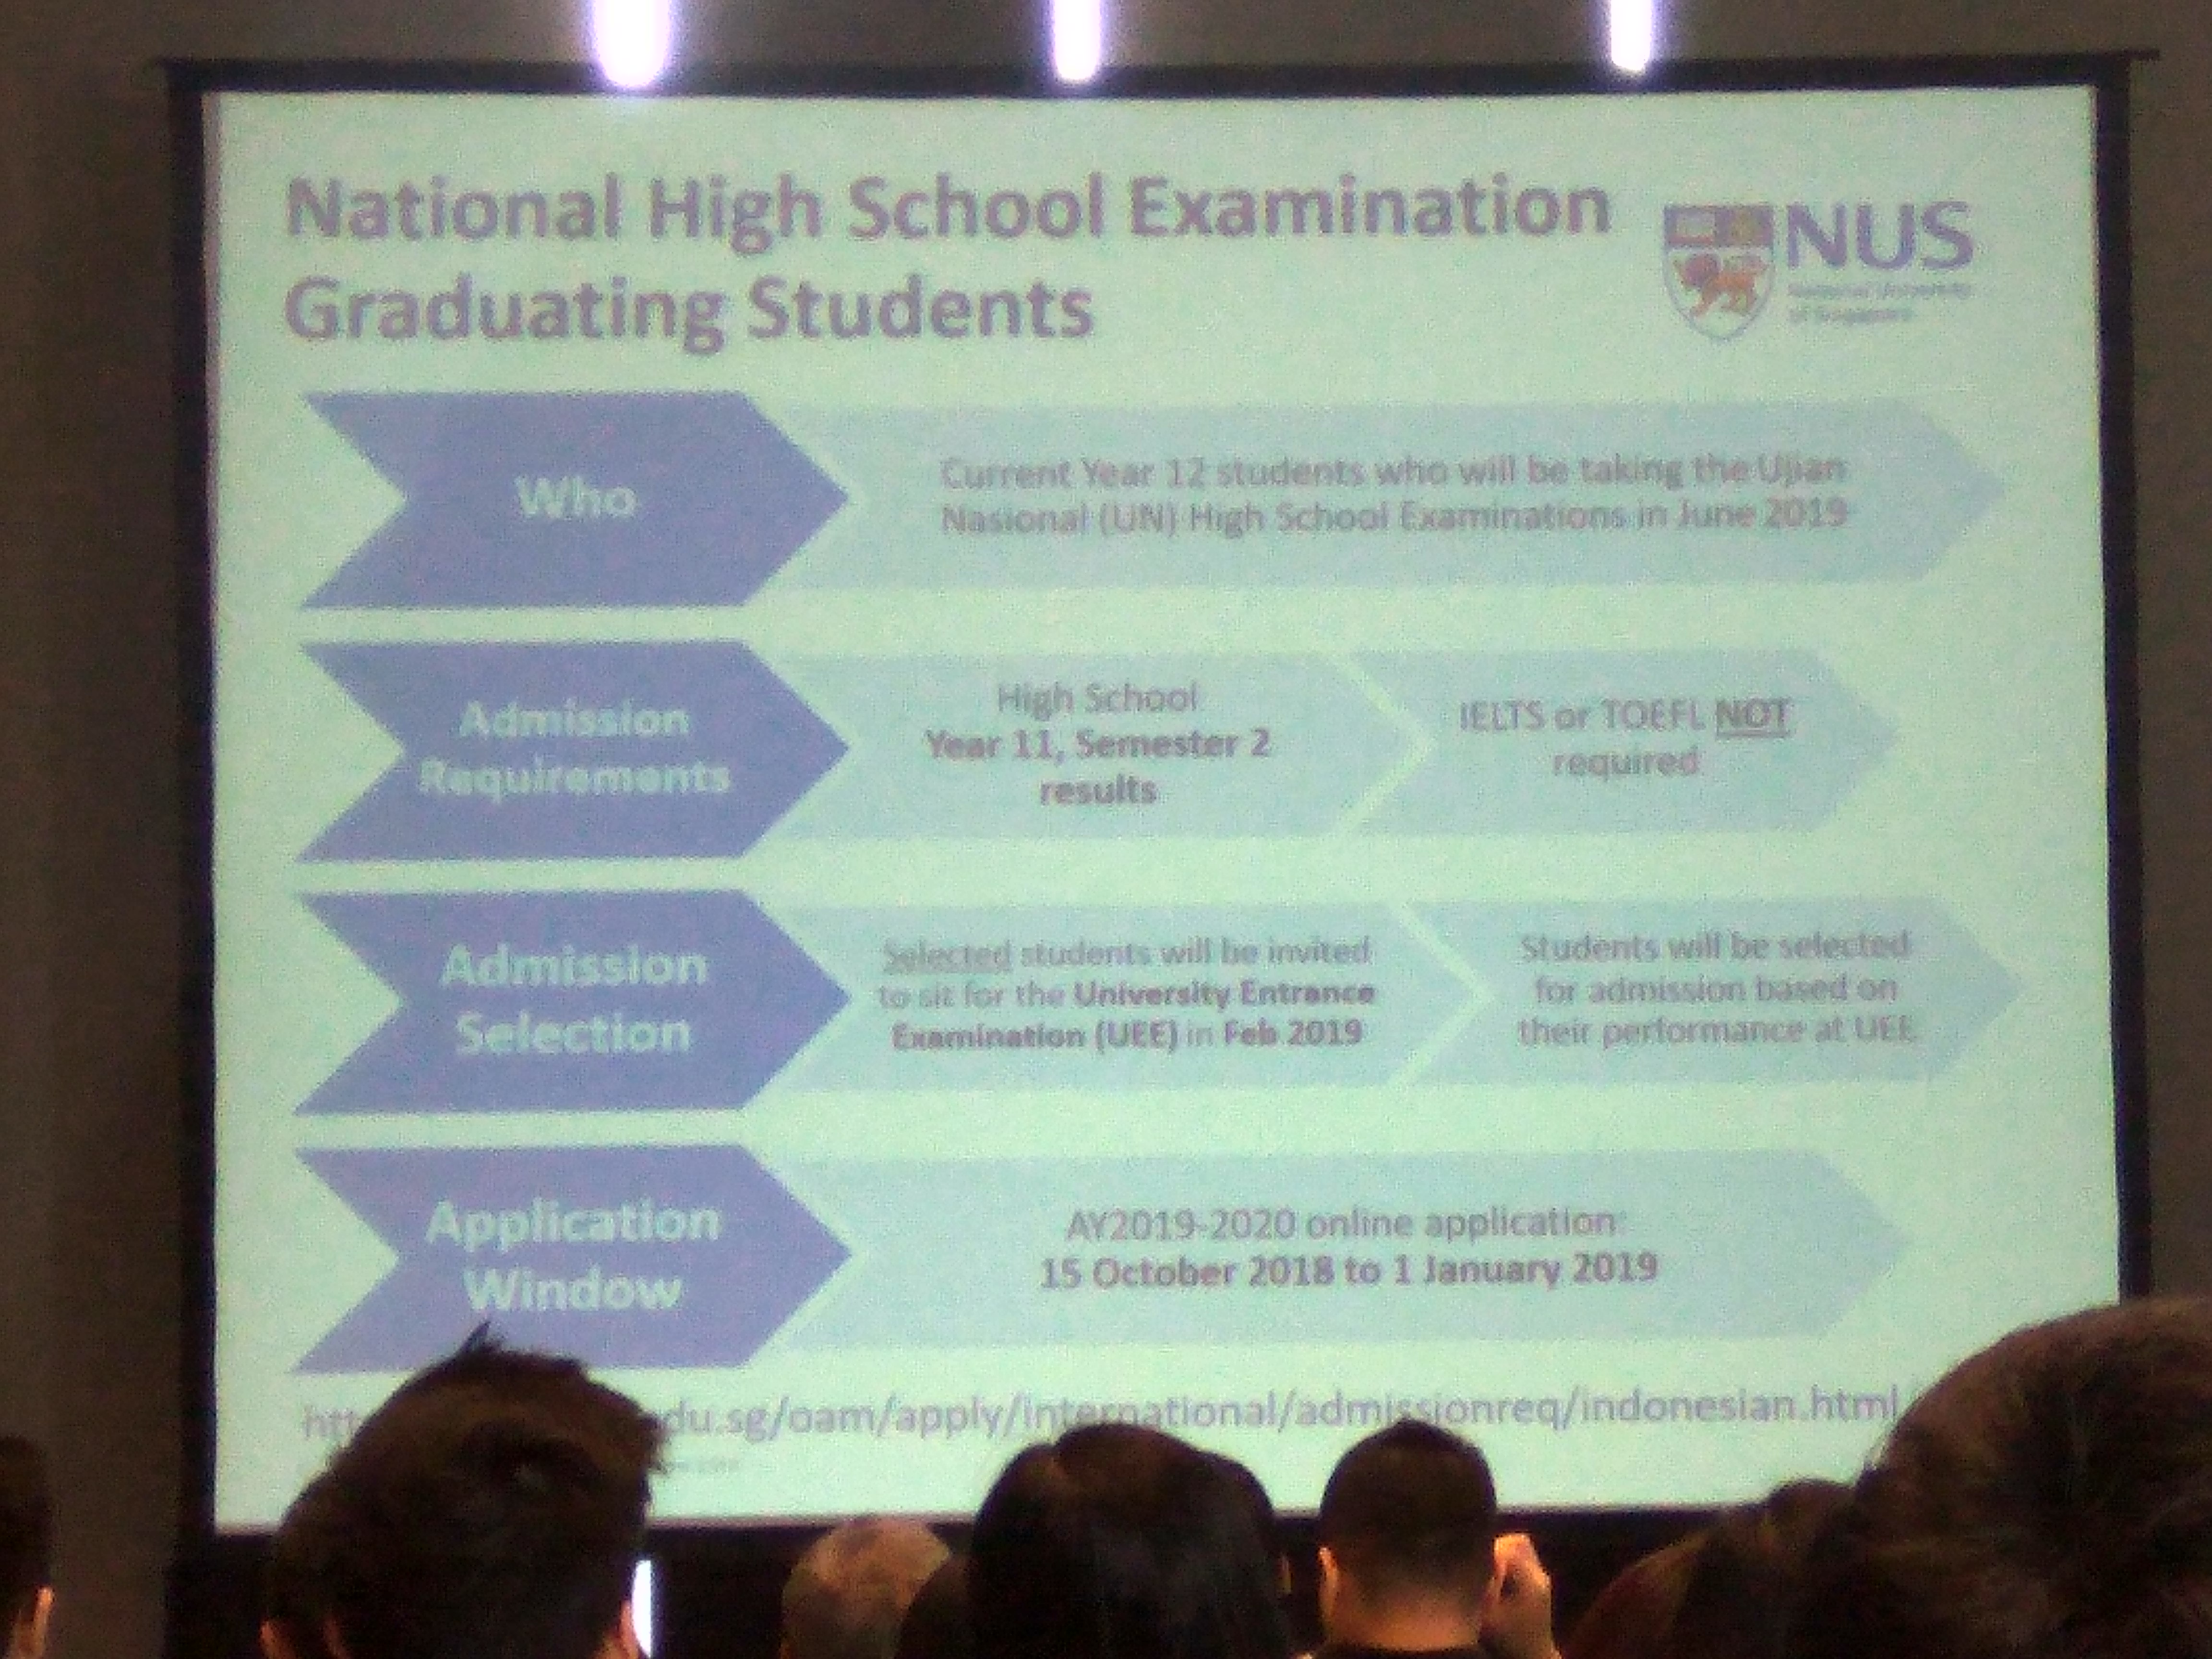 National High School Examination
Graduating Students
NUS
National University
of Singapore
Who
Current Year 12 students who will be taking the Ujian
Nasional (UN) High School Examinations in June 2019
Admission
Requirements
High School
Year 11, Semester 2
results
IELTS or TOEFL NOT
required
Admission
Selection
Selected students will be invited
to sit for the University Entrance
Examination (UEE) in Feb 2019
Students will be selected
for admission based on
their performance at UEE
Application
Window
AY2019-2020 online application:
15 October 2018 to 1 January 2019
du.sg/oam/apply/international/admissionreq/indonesian.html